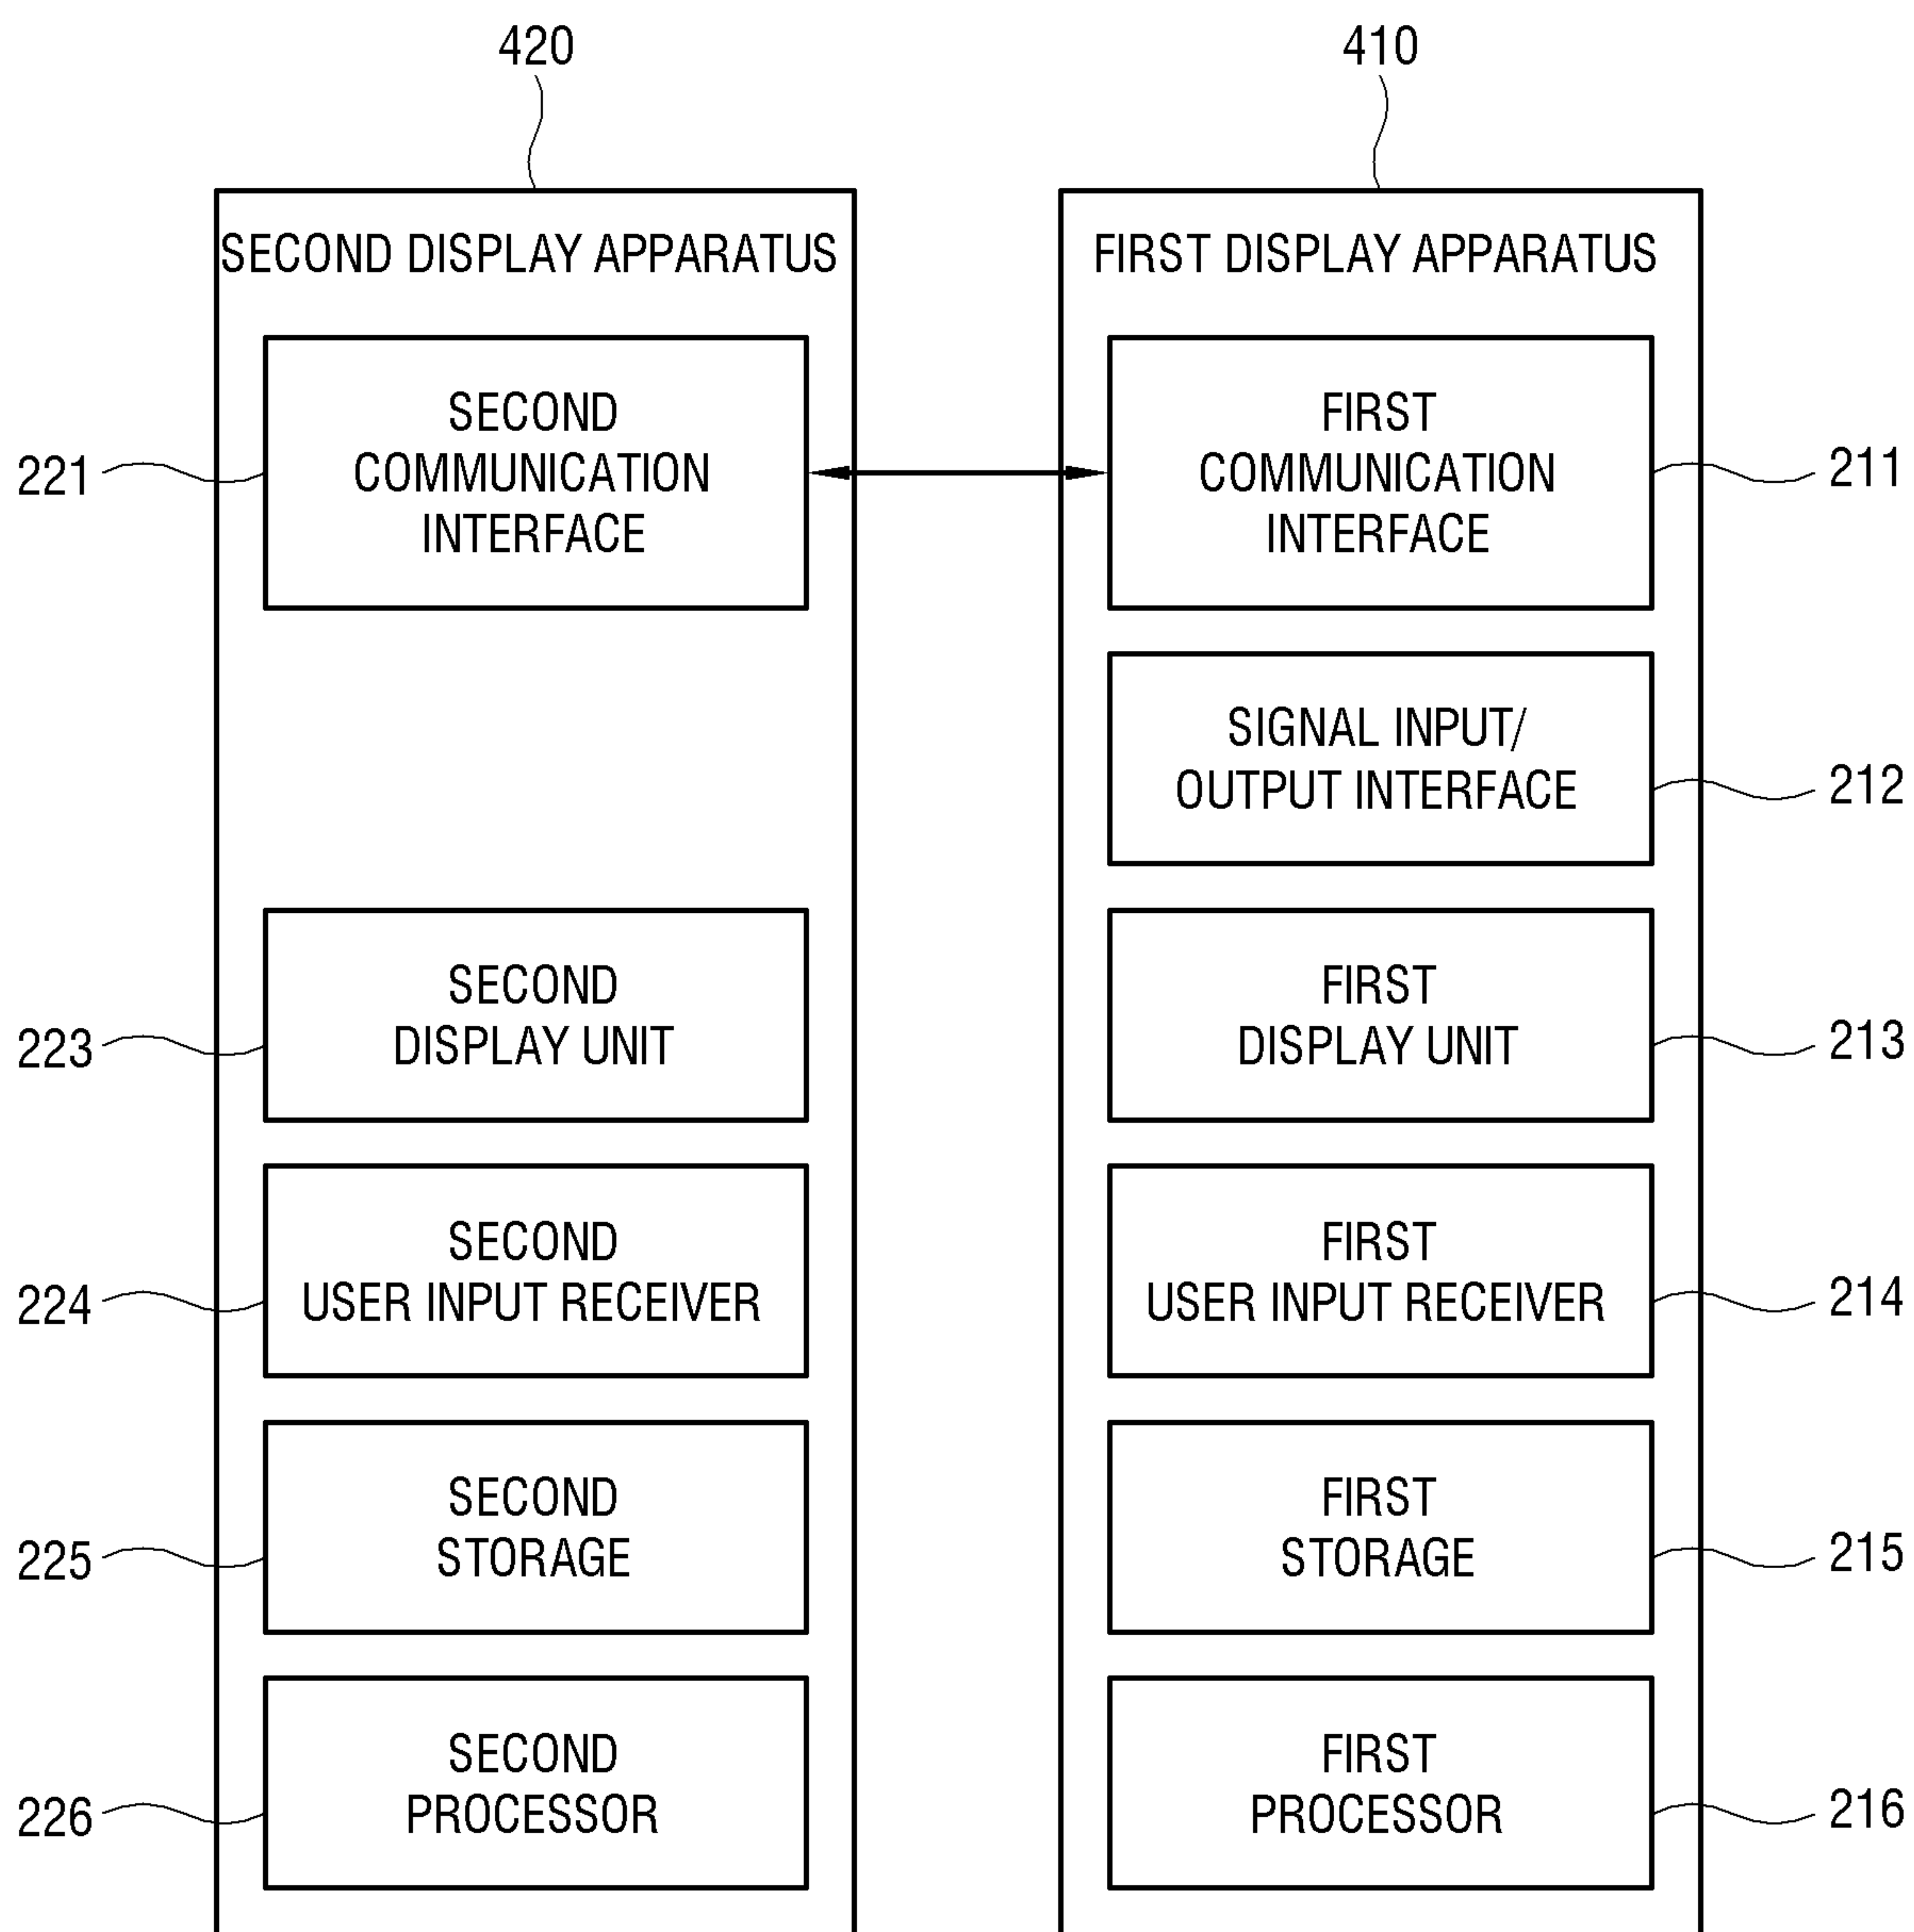 420
410
SECOND DISPLAY APPARATUS
FIRST DISPLAY APPARATUS
SECOND
COMMUNICATION
INTERFACE
221
FIRST
COMMUNICATION
INTERFACE
211
SIGNAL INPUT/
OUTPUT INTERFACE
212
SECOND
DISPLAY UNIT
223
FIRST
DISPLAY UNIT
213
SECOND
USER INPUT RECEIVER
224
FIRST
USER INPUT RECEIVER
214
SECOND
STORAGE
225
FIRST
STORAGE
215
SECOND
PROCESSOR
226
FIRST
PROCESSOR
216